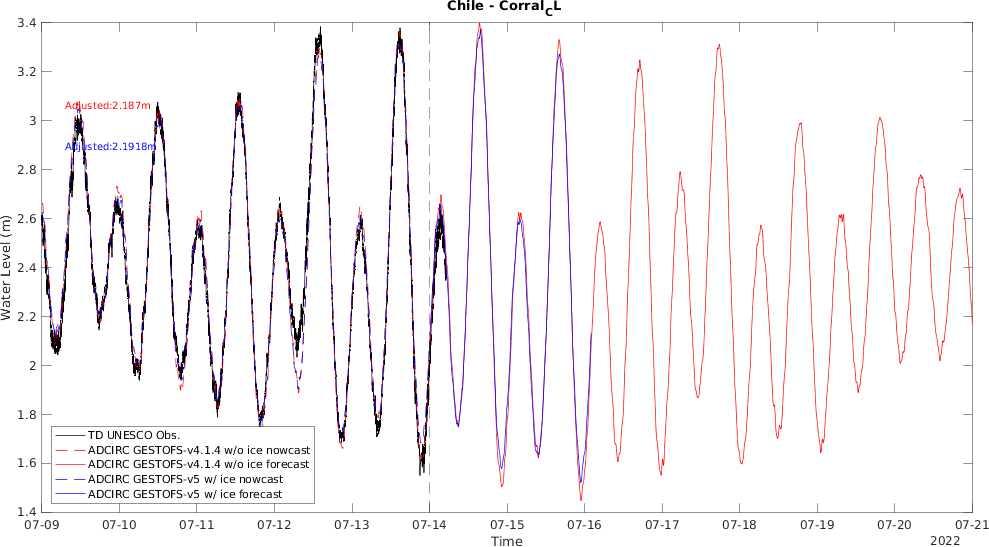 Chile - Corral_CL
3.4
3.2
3
2.8
2.6
2.4
2.2
2
1.8
1.6
1.4
Water Level (m)
Adjusted:2.187m
Adjusted:2.1918m
TD UNESCO Obs.
ADCIRC GESTOFS-v4.1.4 w/o ice nowcast
ADCIRC GESTOFS-v4.1.4 w/o ice forecast
ADCIRC GESTOFS-v5 w/ ice nowcast
ADCIRC GESTOFS-v5 w/ ice forecast
07-09 07-10 07-11 07-12 07-13 07-14 07-15 07-16 07-17 07-18 07-19 07-20 07-21
Time
2022